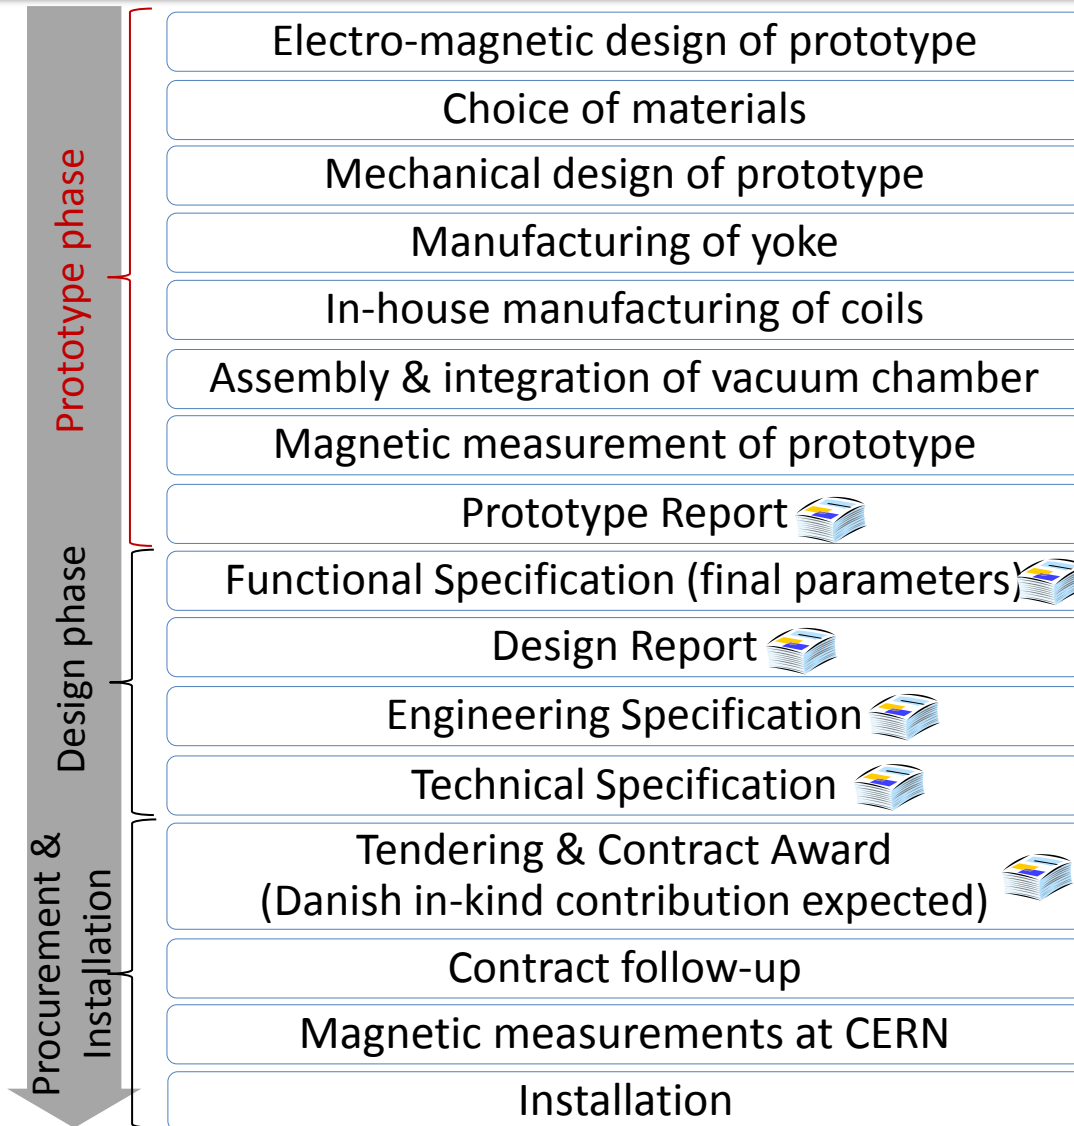 Prototype phase
Electro-magnetic design of prototype
Choice of materials
Mechanical design of prototype
Manufacturing of yoke
In-house manufacturing of coils
Assembly & integration of vacuum chamber
Magnetic measurement of prototype
Prototype Report
Design phase
Functional Specification (final parameters)
Design Report
Engineering Specification
Technical Specification
Procurement &
Installation
Tendering & Contract Award
(Danish in-kind contribution expected)
Contract follow-up
Magnetic measurements at CERN
Installation